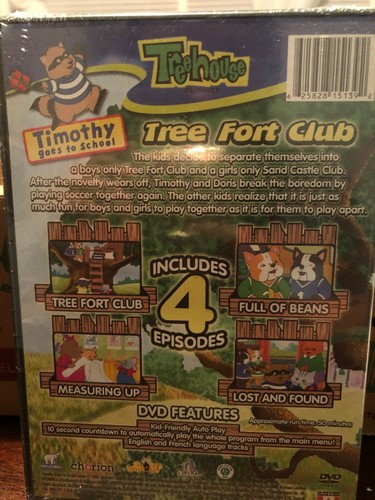 Treehouse
6 25828 15139 2
Timothy
goes to School
Tree Fort Club
The kids decide to separate themselves into
a boys only Tree Fort Club and a girls only Sand Castle Club.
After the novelty wears off, Timothy and Doris break the boredom by
playing soccer together again. The other kids realize that it is just as
much fun for boys and girls to play together as it is for them to play apart.
INCLUDES
4
EPISODES
TREE FORT CLUB
FULL OF BEANS
MEASURING UP
LOST AND FOUND
DVD FEATURES
Approximate run time: 50 minutes
Kid-Friendly Auto Play
10 second countdown to automatically play the whole program from the main menu!
English and French language tracks
chorion
DVD